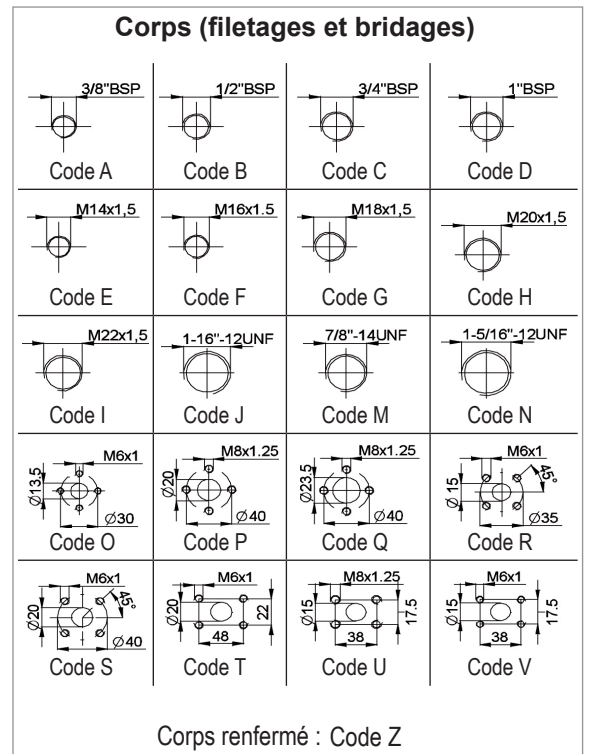 Corps (filetages et bridages)
3/8"BSP 1/2"BSP 3/4"BSP 1"BSP
Code A Code B Code C Code D
M14x1,5 M16x1.5 M18x1,5 M20x1,5
Code E Code F Code G Code H
M22x1,5 1-16"-12UNF 7/8"-14UNF 1-5/16"-12UNF
Code I Code J Code M Code N
M6x1 M8x1.25 M8x1.25 M6x1
Ø13,5 Ø20 Ø23.5 Ø15 45°
Ø30 Ø40 Ø40 Ø35
Code O Code P Code Q Code R
M6x1 M6x1 M8x1.25 M6x1
Ø20 45° Ø20 22 Ø15 17.5 Ø15 17.5
Ø40 48 38 38
Code S Code T Code U Code V
Corps renfermé : Code Z